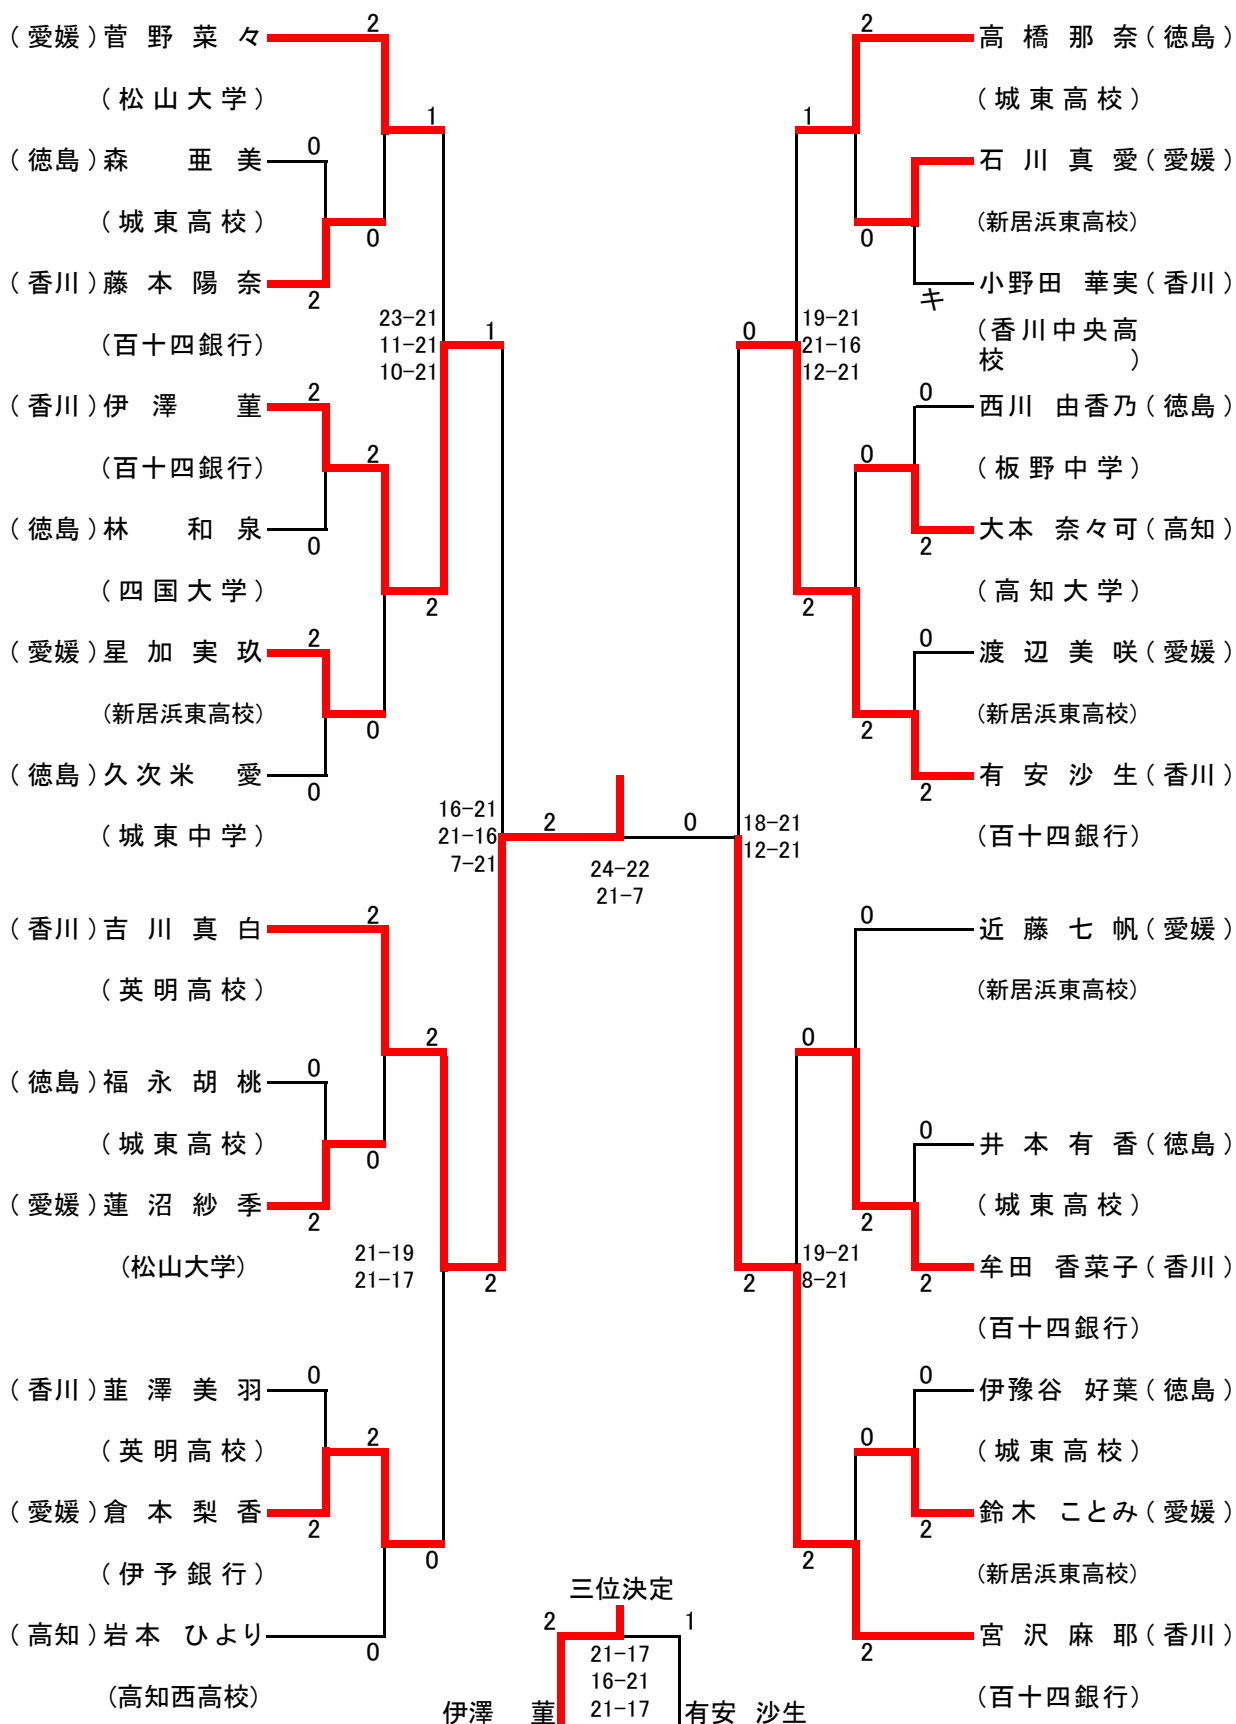 2
(愛媛) 菅野菜々
(松山大学)
1
0
(徳島) 森 亜美
(城東高校)
0
(香川) 藤本陽奈
2
(百十四銀行)
23-21
11-21
10-21
1
2
(香川) 伊澤 菫
(百十四銀行)
2
(徳島) 林 和泉
0
(四国大学)
2
2
(愛媛) 星加実玖
(新居浜東高校)
0
(徳島) 久次米 愛
0
(城東中学)
16-21
21-16
7-21
2
0
24-22
21-7
2
(香川) 吉川真白
(英明高校)
2
0
(徳島) 福永胡桃
(城東高校)
0
(愛媛) 蓮沼紗季
2
(松山大学)
21-19
21-17
2
0
(香川) 韮澤美羽
(英明高校)
2
(愛媛) 倉本梨香
2
(伊予銀行)
0
(高知) 岩本 ひより
0
(高知西高校)
2
高橋那奈 (徳島)
(城東高校)
1
石川真愛 (愛媛)
(新居浜東高校)
0
小野田 華実 (香川)
キ
(香川中央高
校)
0
19-21
21-16
12-21
0
西川 由香乃 (徳島)
(板野中学)
0
大本 奈々可 (高知)
2
(高知大学)
2
0
渡辺美咲 (愛媛)
(新居浜東高校)
2
有安沙生 (香川)
2
(百十四銀行)
18-21
12-21
0
近藤七帆 (愛媛)
(新居浜東高校)
0
0
井本有香 (徳島)
(城東高校)
2
牟田 香菜子 (香川)
2
(百十四銀行)
19-21
8-21
2
0
伊豫谷 好葉 (徳島)
(城東高校)
0
鈴木 ことみ (愛媛)
2
(新居浜東高校)
2
宮沢麻耶 (香川)
2
(百十四銀行)
三位決定
2
1
21-17
16-21
21-17
伊澤 菫
有安 沙生